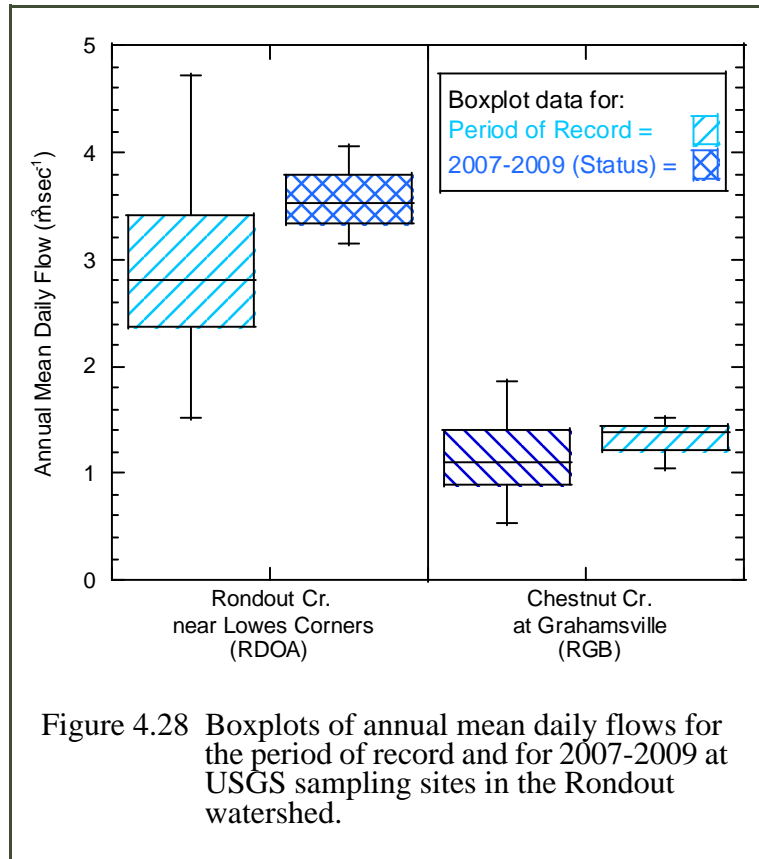 5
4
3
2
1
0
Annual Mean Daily Flow (m³sec⁻¹)
Boxplot data for:
Period of Record =
2007-2009 (Status) =
Rondout Cr.
near Lowes Corners
(RDOA)
Chestnut Cr.
at Grahamsville
(RGB)
Figure 4.28 Boxplots of annual mean daily flows for
the period of record and for 2007-2009 at
USGS sampling sites in the Rondout
watershed.